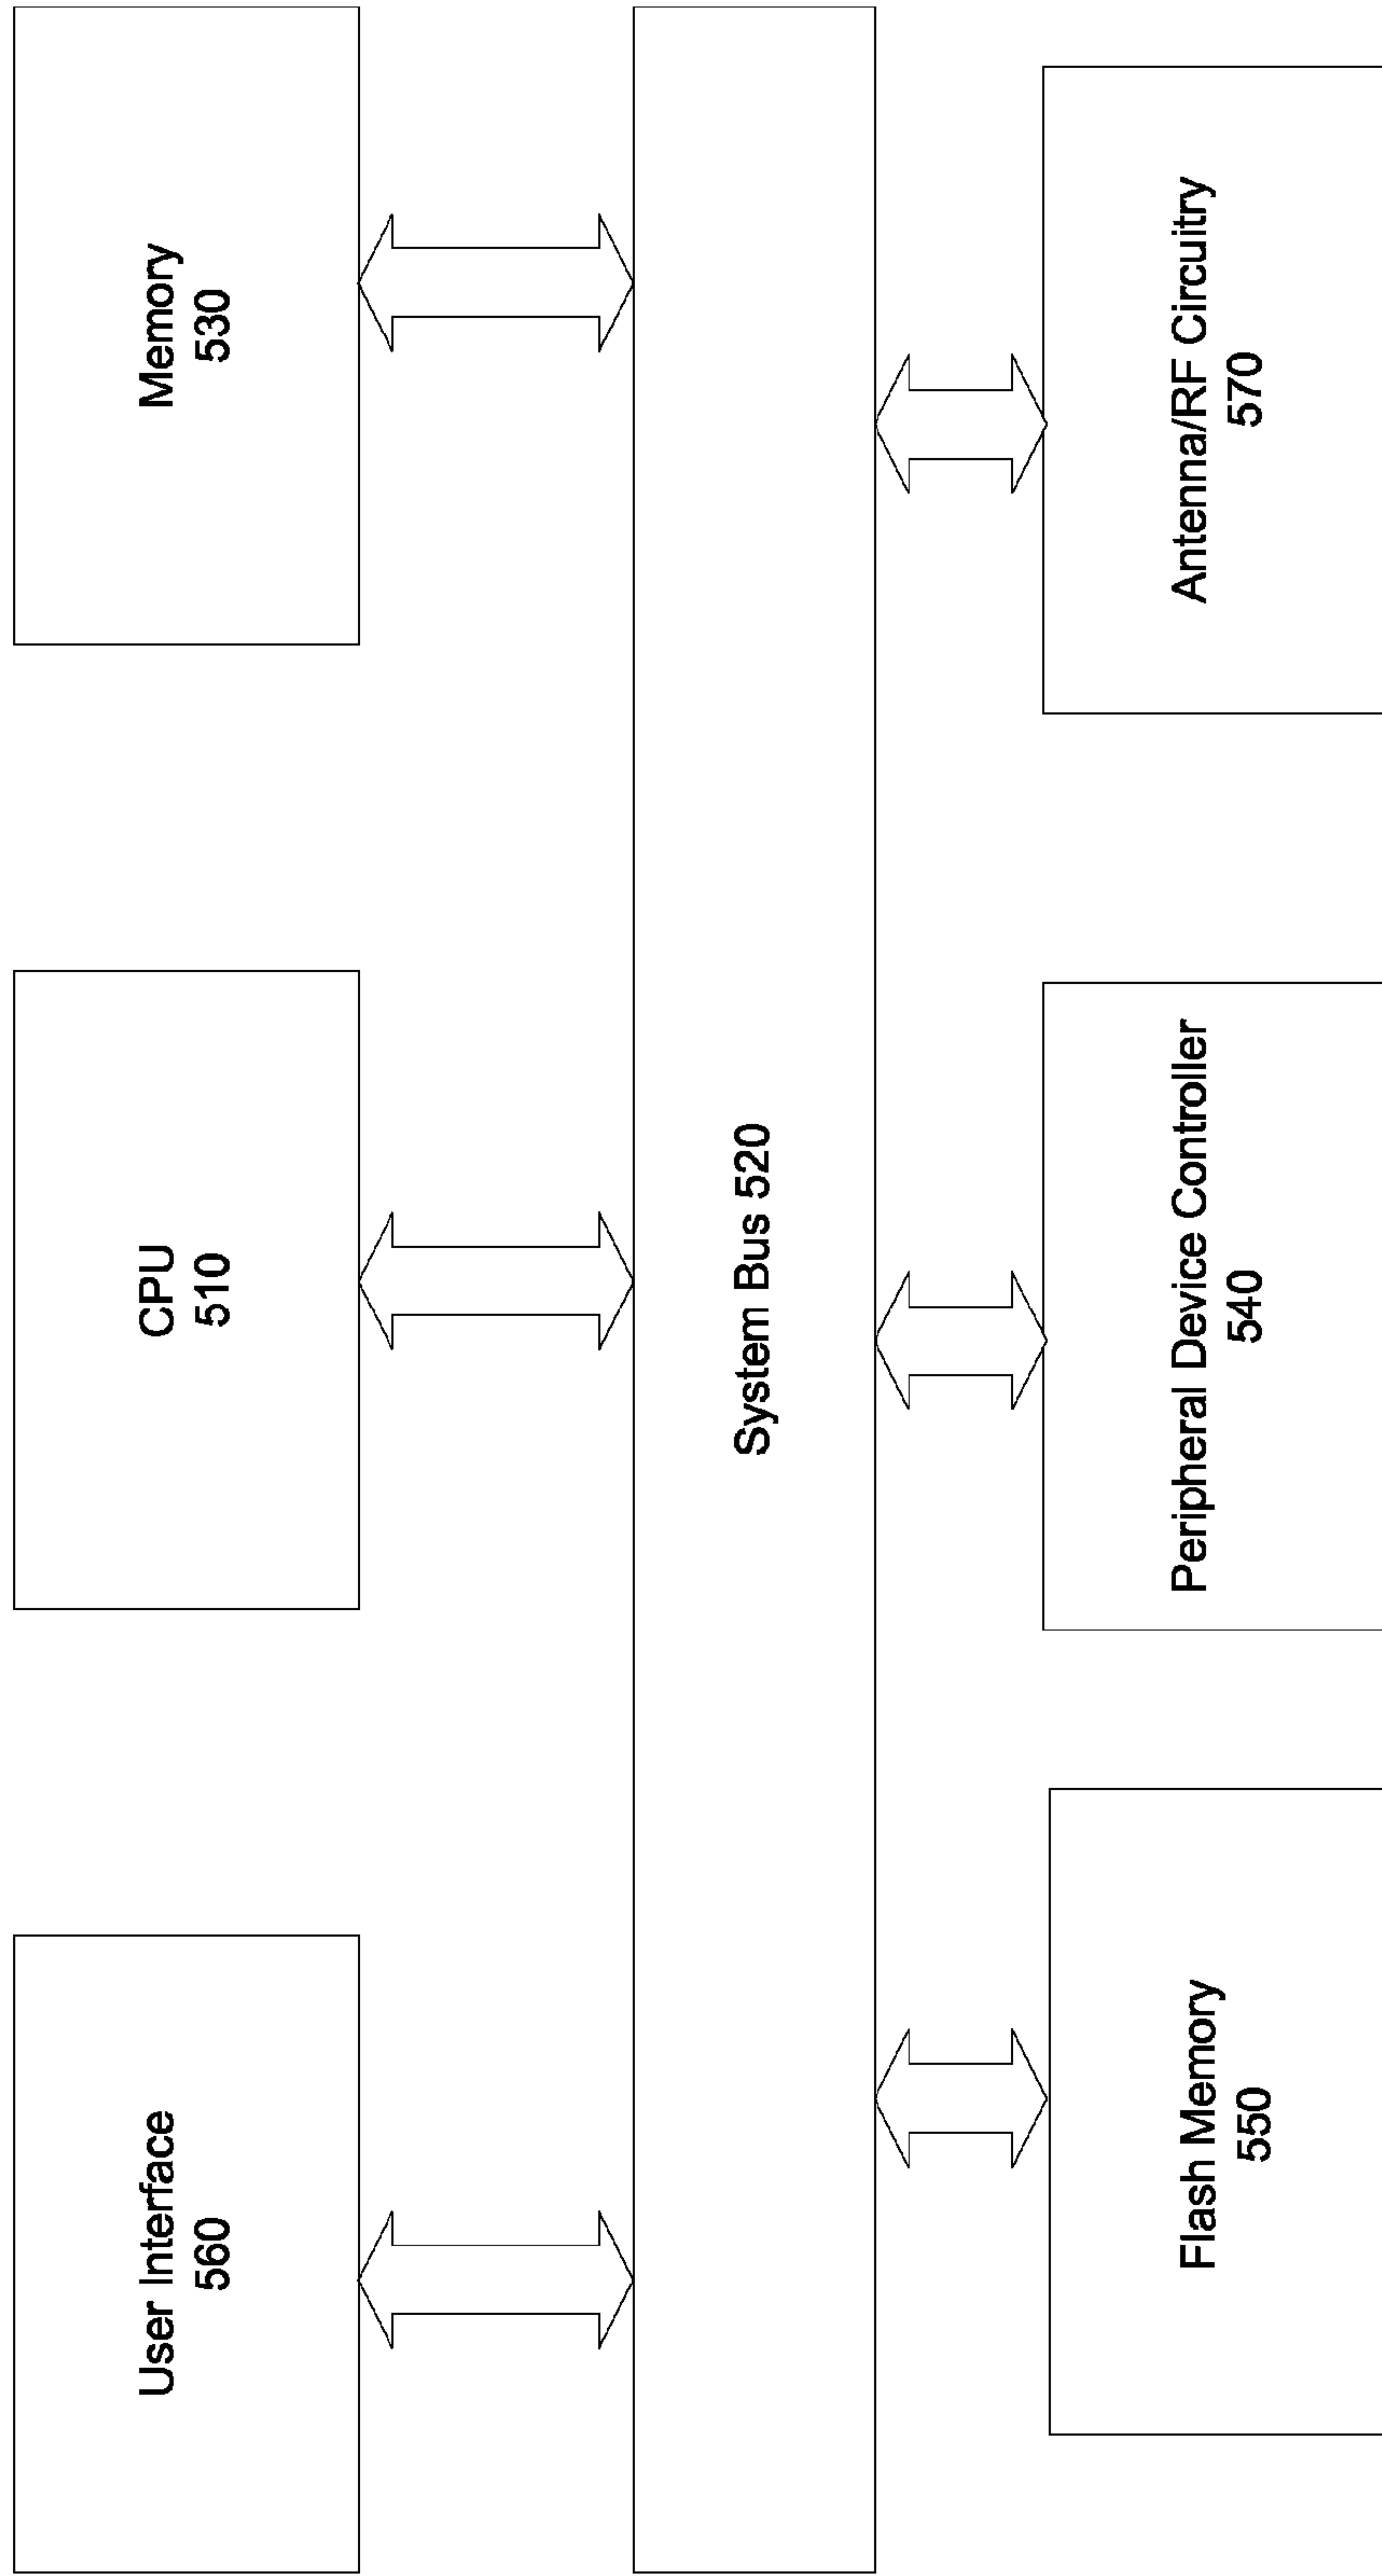 User Interface
560
CPU
510
Memory
530
System Bus 520
Flash Memory
550
Peripheral Device Controller
540
Antenna/RF Circuitry
570